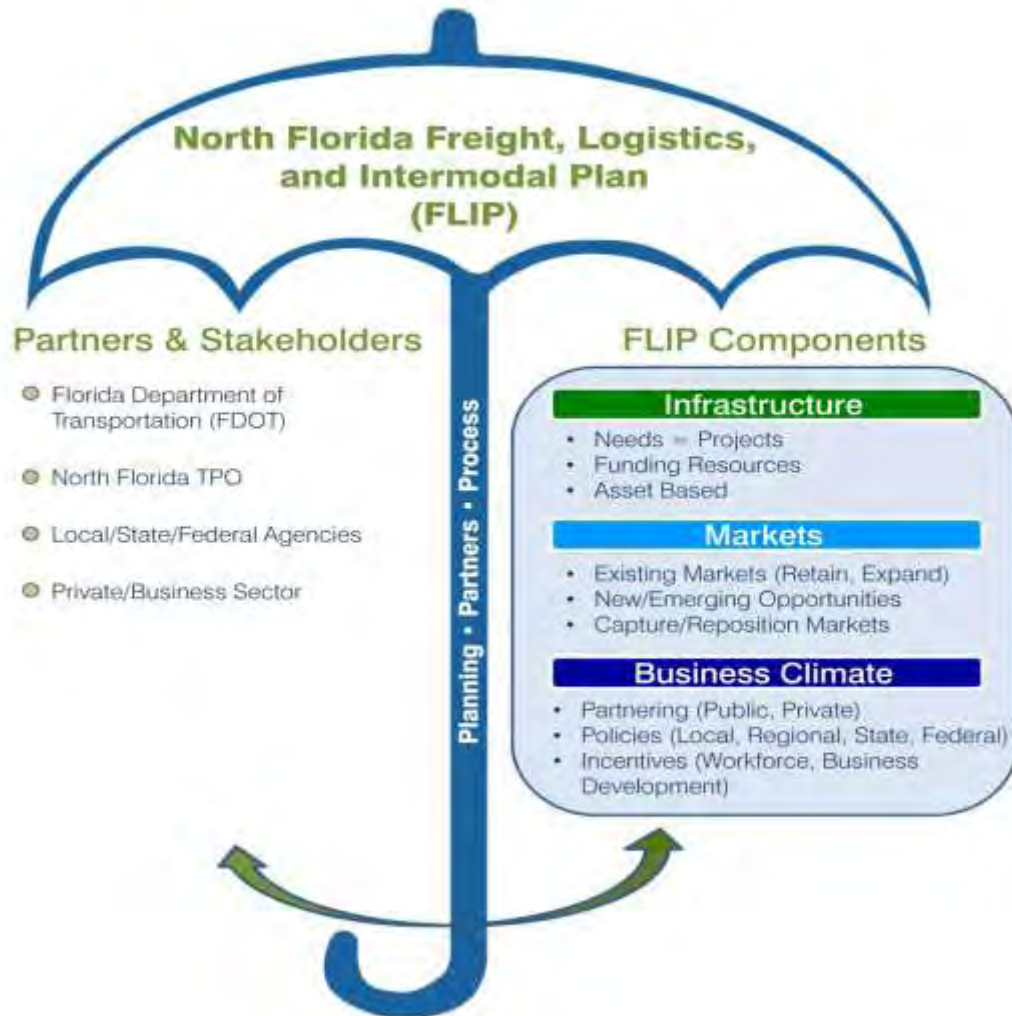 North Florida Freight, Logistics,
and Intermodal Plan
(FLIP)
Partners & Stakeholders
Florida Department of
Transportation (FDOT)
North Florida TPO
Local/State/Federal Agencies
Private/Business Sector
Planning • Partners • Process
FLIP Components
Infrastructure
• Needs = Projects
• Funding Resources
• Asset Based
Markets
• Existing Markets (Retain, Expand)
• New/Emerging Opportunities
• Capture/Reposition Markets
Business Climate
• Partnering (Public, Private)
• Policies (Local, Regional, State, Federal)
• Incentives (Workforce, Business
Development)